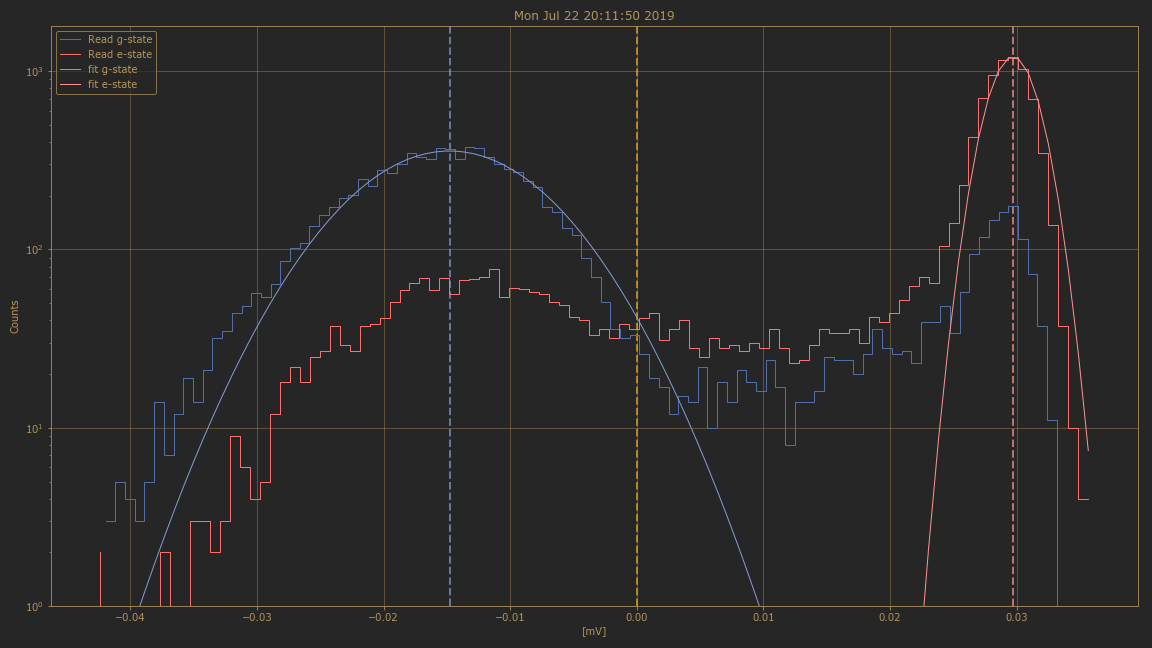 Mon Jul 22 20:11:50 2019
Read g-state
Read e-state
fit g-state
fit e-state
10³
10²
10¹
10⁰
Counts
−0.04 −0.03 −0.02 −0.01 0.00 0.01 0.02 0.03
[mV]